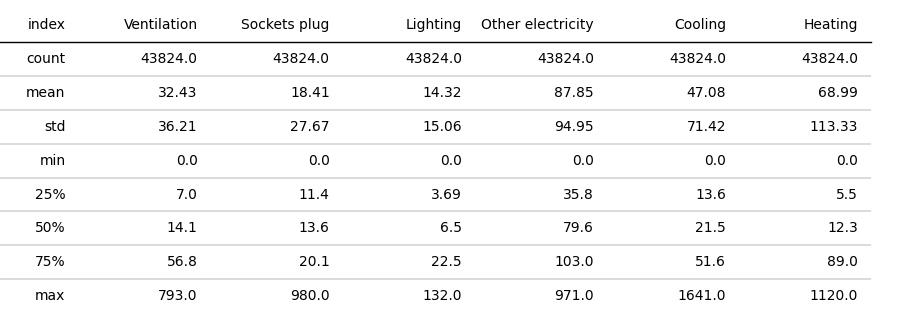 index Ventilation Sockets plug Lighting Other electricity Cooling Heating
count 43824.0 43824.0 43824.0 43824.0 43824.0 43824.0
mean 32.43 18.41 14.32 87.85 47.08 68.99
std 36.21 27.67 15.06 94.95 71.42 113.33
min 0.0 0.0 0.0 0.0 0.0 0.0
25% 7.0 11.4 3.69 35.8 13.6 5.5
50% 14.1 13.6 6.5 79.6 21.5 12.3
75% 56.8 20.1 22.5 103.0 51.6 89.0
max 793.0 980.0 132.0 971.0 1641.0 1120.0